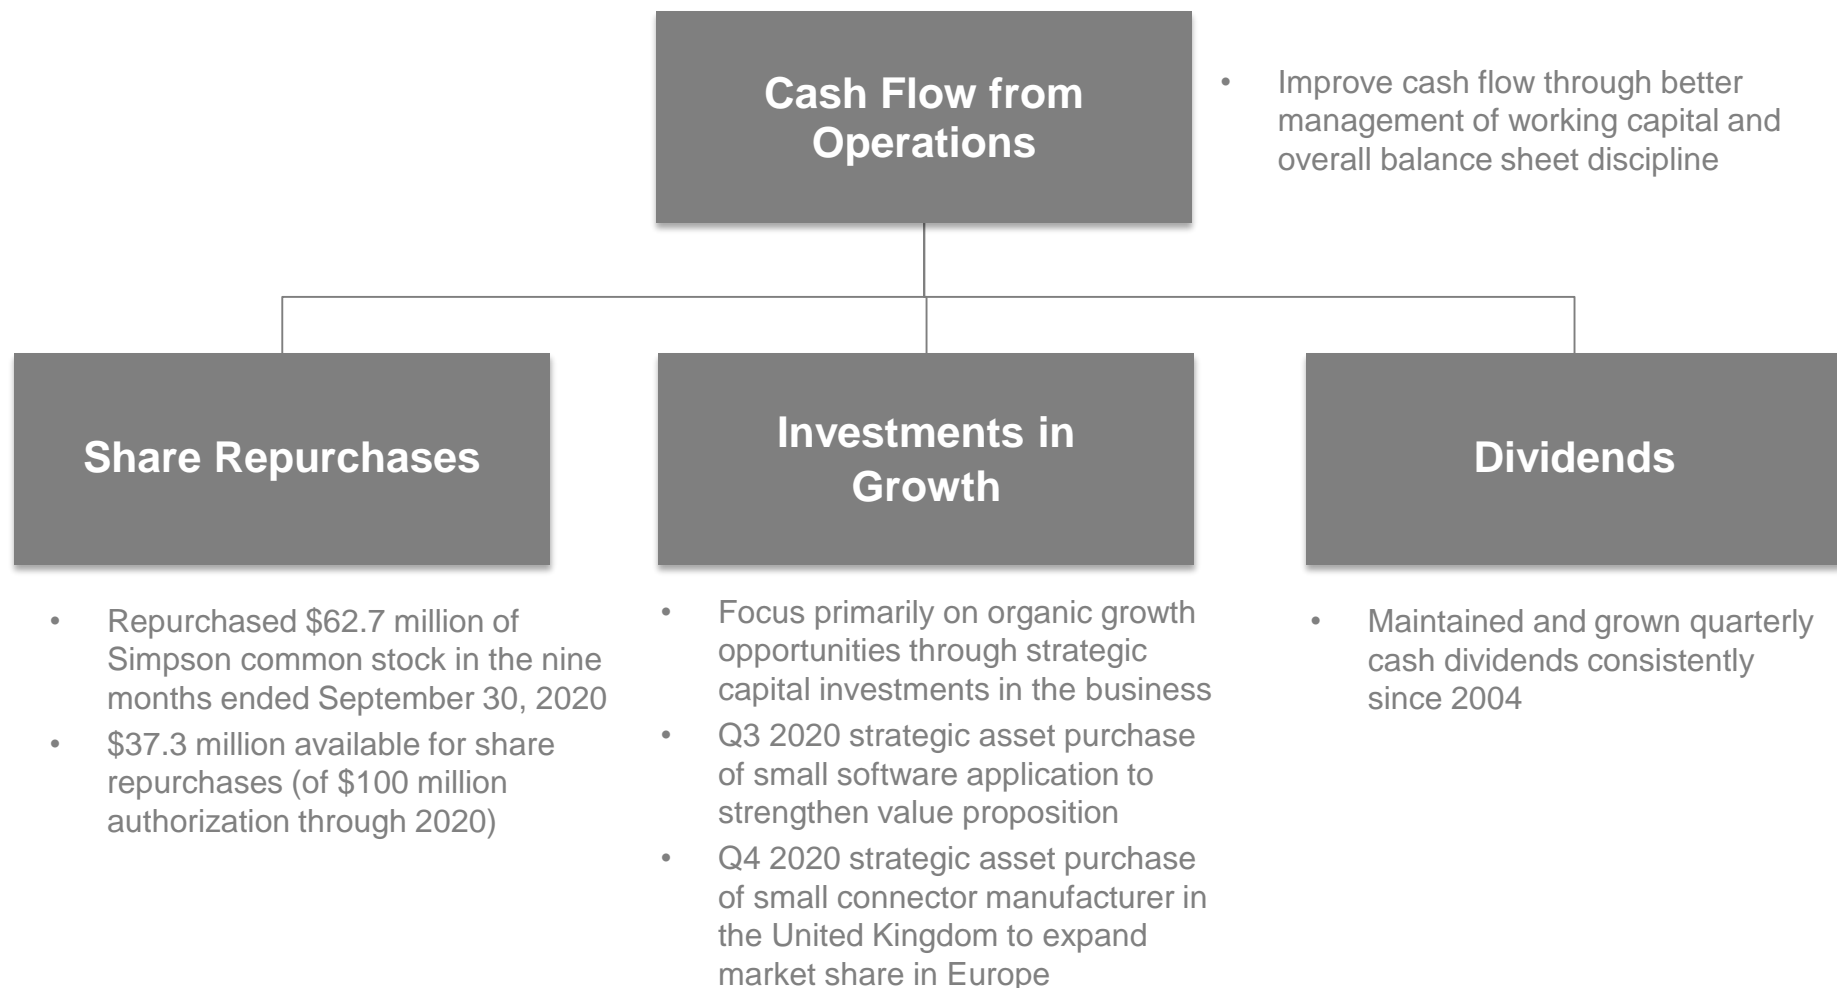 Cash Flow from
Operations
• Improve cash flow through better
management of working capital and
overall balance sheet discipline
Share Repurchases
• Repurchased $62.7 million of
Simpson common stock in the nine
months ended September 30, 2020
• $37.3 million available for share
repurchases (of $100 million
authorization through 2020)
Investments in
Growth
• Focus primarily on organic growth
opportunities through strategic
capital investments in the business
• Q3 2020 strategic asset purchase
of small software application to
strengthen value proposition
• Q4 2020 strategic asset purchase
of small connector manufacturer in
the United Kingdom to expand
market share in Europe
Dividends
• Maintained and grown quarterly
cash dividends consistently
since 2004